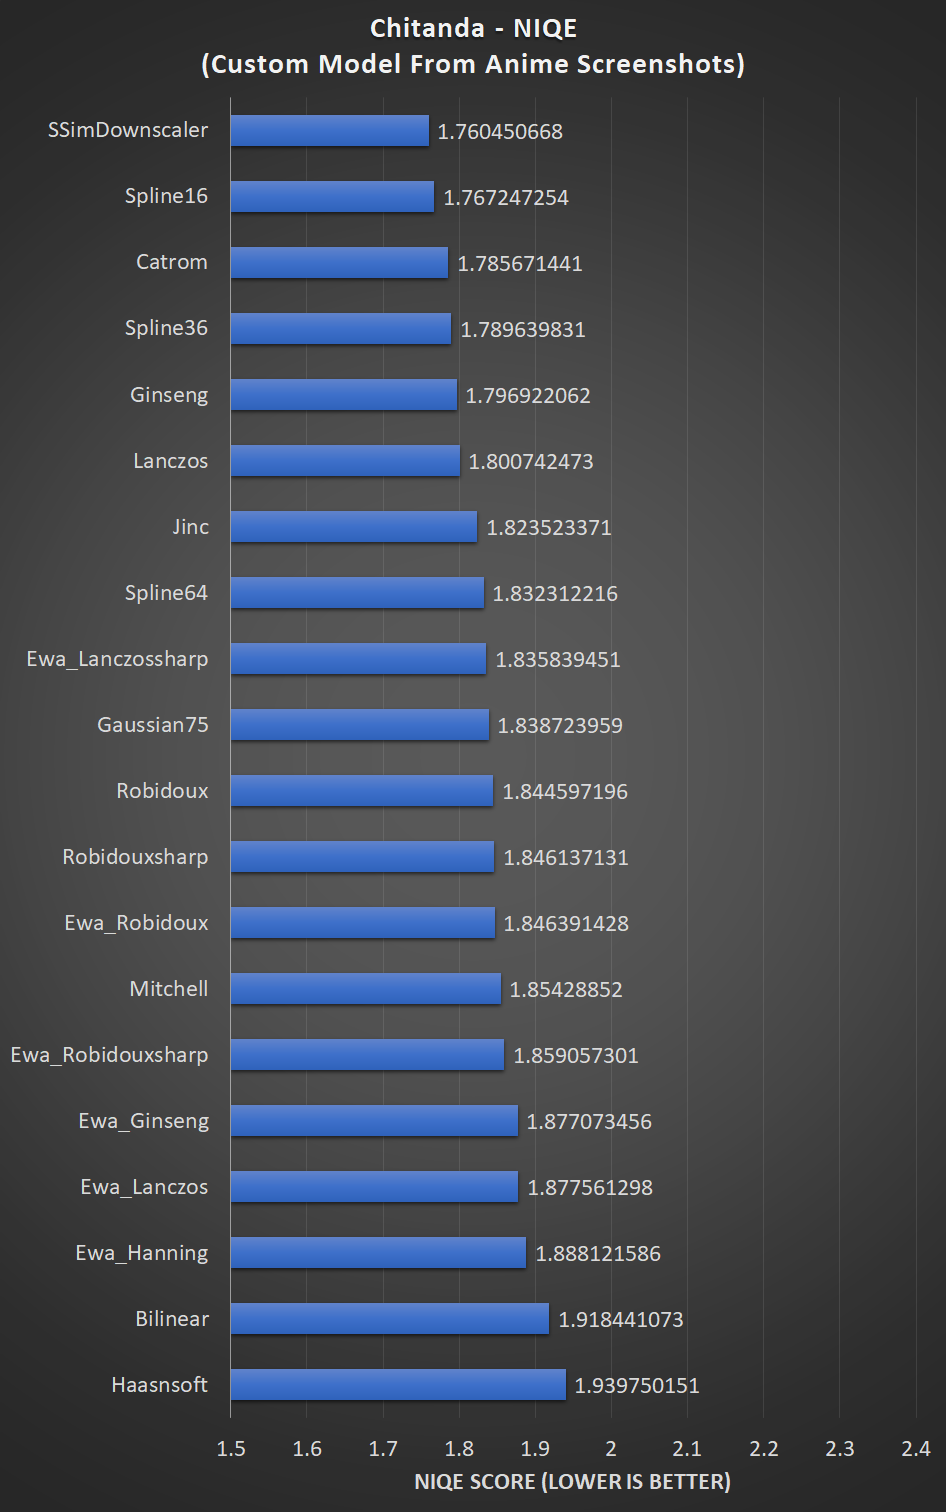 Chitanda - NIQE
(Custom Model From Anime Screenshots)
SSimDownscaler 1.760450668
Spline16 1.767247254
Catrom 1.785671441
Spline36 1.789639831
Ginseng 1.796922062
Lanczos 1.800742473
Jinc 1.823523371
Spline64 1.832312216
Ewa_Lanczossharp 1.835839451
Gaussian75 1.838723959
Robidoux 1.844597196
Robidouxsharp 1.846137131
Ewa_Robidoux 1.846391428
Mitchell 1.85428852
Ewa_Robidouxsharp 1.859057301
Ewa_Ginseng 1.877073456
Ewa_Lanczos 1.877561298
Ewa_Hanning 1.888121586
Bilinear 1.918441073
Haasnsoft 1.939750151
1.5 1.6 1.7 1.8 1.9 2 2.1 2.2 2.3 2.4
NIQE SCORE (LOWER IS BETTER)